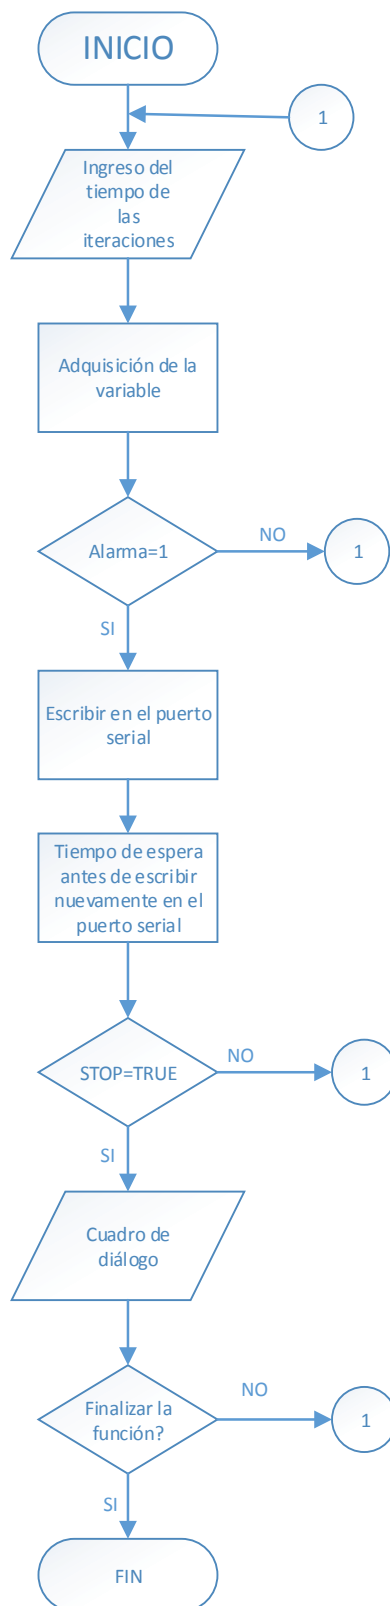 INICIO
1
Ingreso del
tiempo de
las
iteraciones
Adquisición de la
variable
Alarma=1
NO
1
SI
Escribir en el puerto
serial
Tiempo de espera
antes de escribir
nuevamente en el
puerto serial
STOP=TRUE
NO
1
SI
Cuadro de
diálogo
Finalizar la
función?
NO
1
SI
FIN